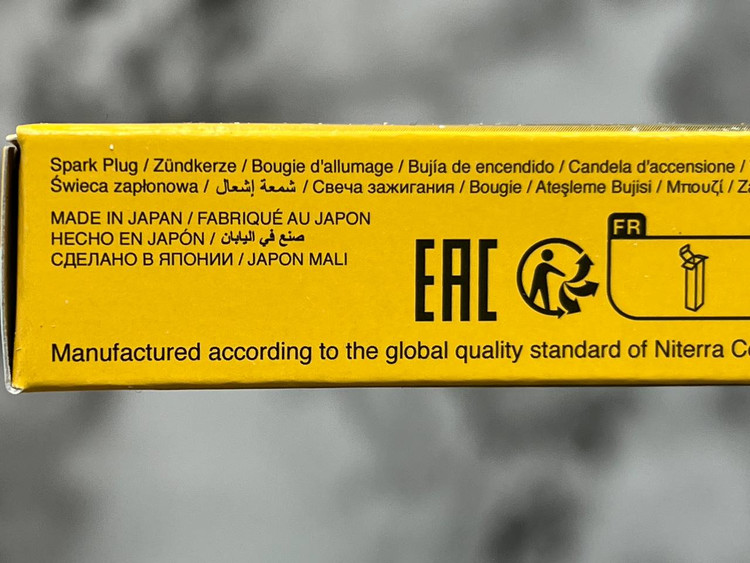 Spark Plug / Zündkerze / Bougie d'allumage / Bujía de encendido / Candela d'accensione /
Świeca zapłonowa / شمعة إشعال / Свеча зажигания / Bougie / Ateşleme Bujisi / Μπουζί /
MADE IN JAPAN / FABRIQUÉ AU JAPON
HECHO EN JAPÓN / صنع في اليابان
СДЕЛАНО В ЯПОНИИ / JAPON MALI
EAC
FR
Manufactured according to the global quality standard of Niterra